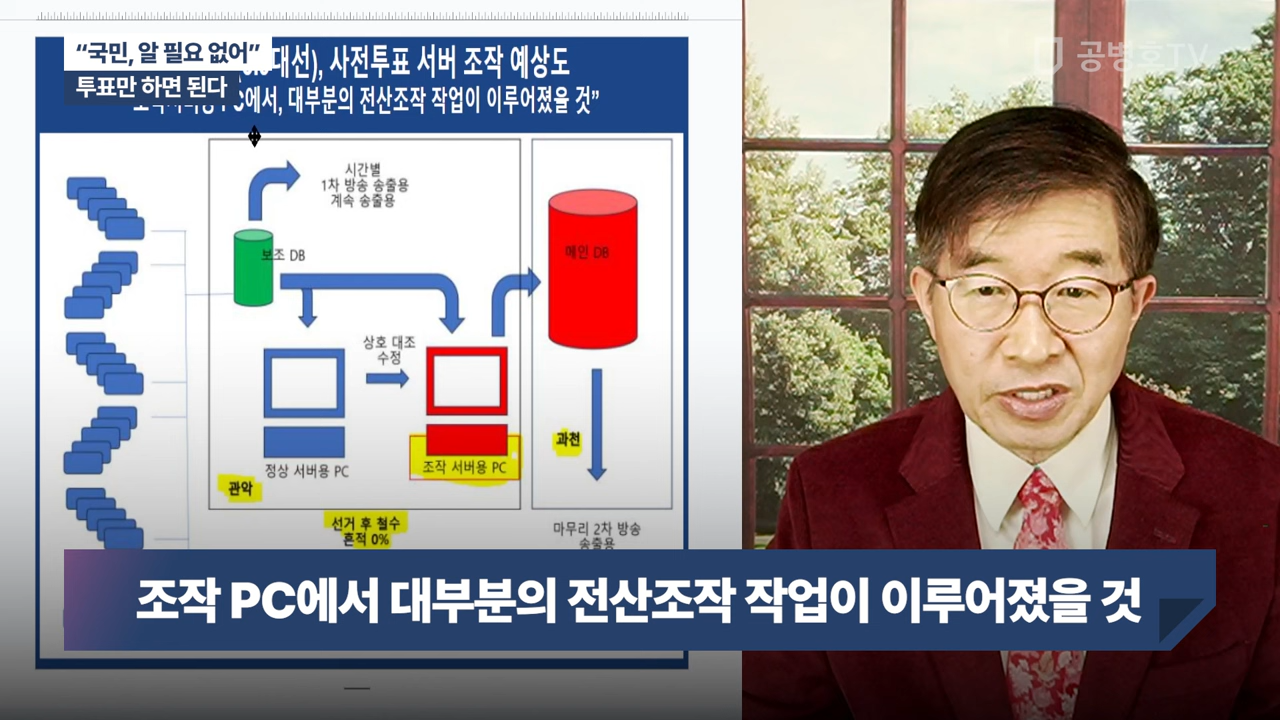 “국민, 알 필요 없어”
투표만 하면 된다
대선), 사전투표 서버 조작 예상도
PC에서, 대부분의 전산조작 작업이 이루어졌을 것”
공병호TV
시간별
1차 방송 송출용
계속 송출용
보조 DB
메인 DB
상호 대조
수정
정상 서버용 PC
조작 서버용 PC
과천
관악
선거 후 철수
흔적 0%
마무리 2차 방송
송출용
조작 PC에서 대부분의 전산조작 작업이 이루어졌을 것